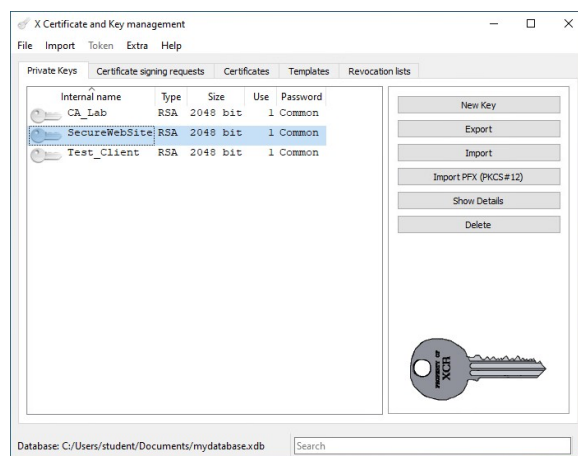 X Certificate and Key management
File Import Token Extra Help
Private Keys Certificate signing requests Certificates Templates Revocation lists
Internal name Type Size Use Password
CA_Lab RSA 2048 bit 1 Common
SecureWebSite RSA 2048 bit 1 Common
Test_Client RSA 2048 bit 1 Common
New Key
Export
Import
Import PFX (PKCS#12)
Show Details
Delete
PROPERTY OF
XCA
Database: C:/Users/student/Documents/mydatabase.xdb
Search